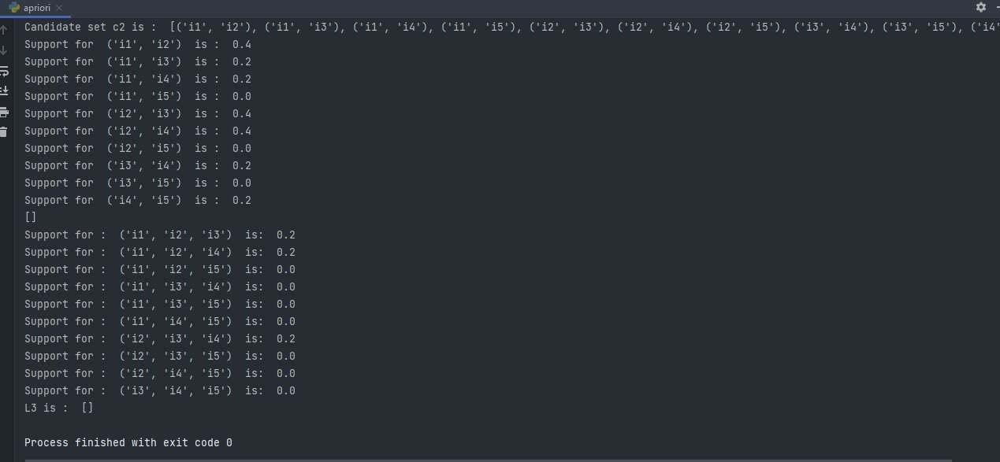 apriori
Candidate set c2 is :  [('i1', 'i2'), ('i1', 'i3'), ('i1', 'i4'), ('i1', 'i5'), ('i2', 'i3'), ('i2', 'i4'), ('i2', 'i5'), ('i3', 'i4'), ('i3', 'i5'), ('i4'
Support for  ('i1', 'i2')  is :  0.4
Support for  ('i1', 'i3')  is :  0.2
Support for  ('i1', 'i4')  is :  0.2
Support for  ('i1', 'i5')  is :  0.0
Support for  ('i2', 'i3')  is :  0.4
Support for  ('i2', 'i4')  is :  0.4
Support for  ('i2', 'i5')  is :  0.0
Support for  ('i3', 'i4')  is :  0.2
Support for  ('i3', 'i5')  is :  0.0
Support for  ('i4', 'i5')  is :  0.2
[]
Support for :  ('i1', 'i2', 'i3')  is:  0.2
Support for :  ('i1', 'i2', 'i4')  is:  0.2
Support for :  ('i1', 'i2', 'i5')  is:  0.0
Support for :  ('i1', 'i3', 'i4')  is:  0.0
Support for :  ('i1', 'i3', 'i5')  is:  0.0
Support for :  ('i1', 'i4', 'i5')  is:  0.0
Support for :  ('i2', 'i3', 'i4')  is:  0.2
Support for :  ('i2', 'i3', 'i5')  is:  0.0
Support for :  ('i2', 'i4', 'i5')  is:  0.0
Support for :  ('i3', 'i4', 'i5')  is:  0.0
L3 is :  []
Process finished with exit code 0